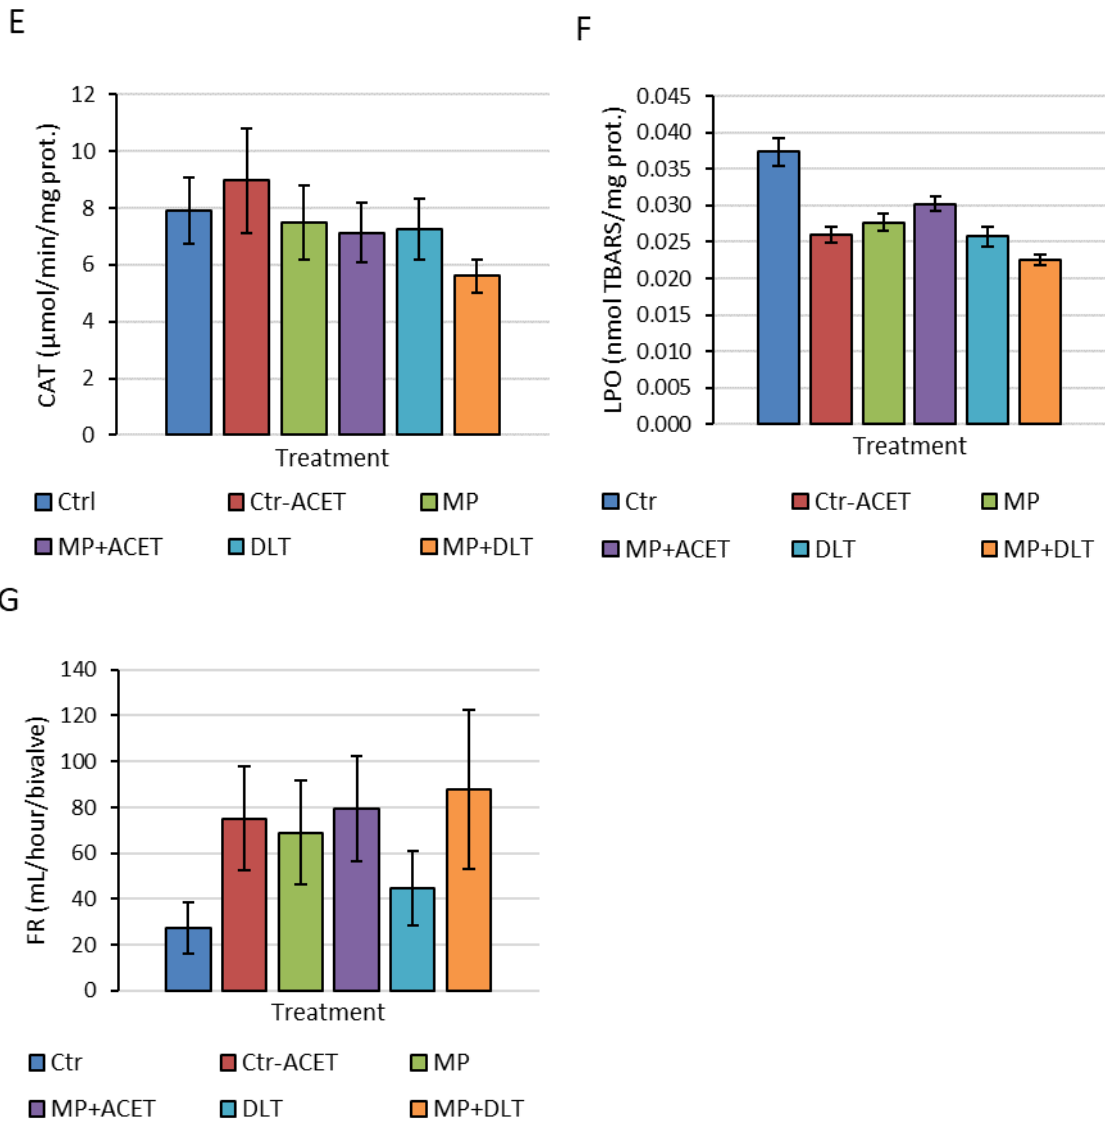 E
CAT (μmol/min/mg prot.)
12
10
8
6
4
2
0
Treatment
Ctrl Ctr-ACET MP
MP+ACET DLT MP+DLT
F
LPO (nmol TBARS/mg prot.)
0.045
0.040
0.035
0.030
0.025
0.020
0.015
0.010
0.005
0.000
Treatment
Ctr Ctr-ACET MP
MP+ACET DLT MP+DLT
G
FR (mL/hour/bivalve)
140
120
100
80
60
40
20
0
Treatment
Ctr Ctr-ACET MP
MP+ACET DLT MP+DLT